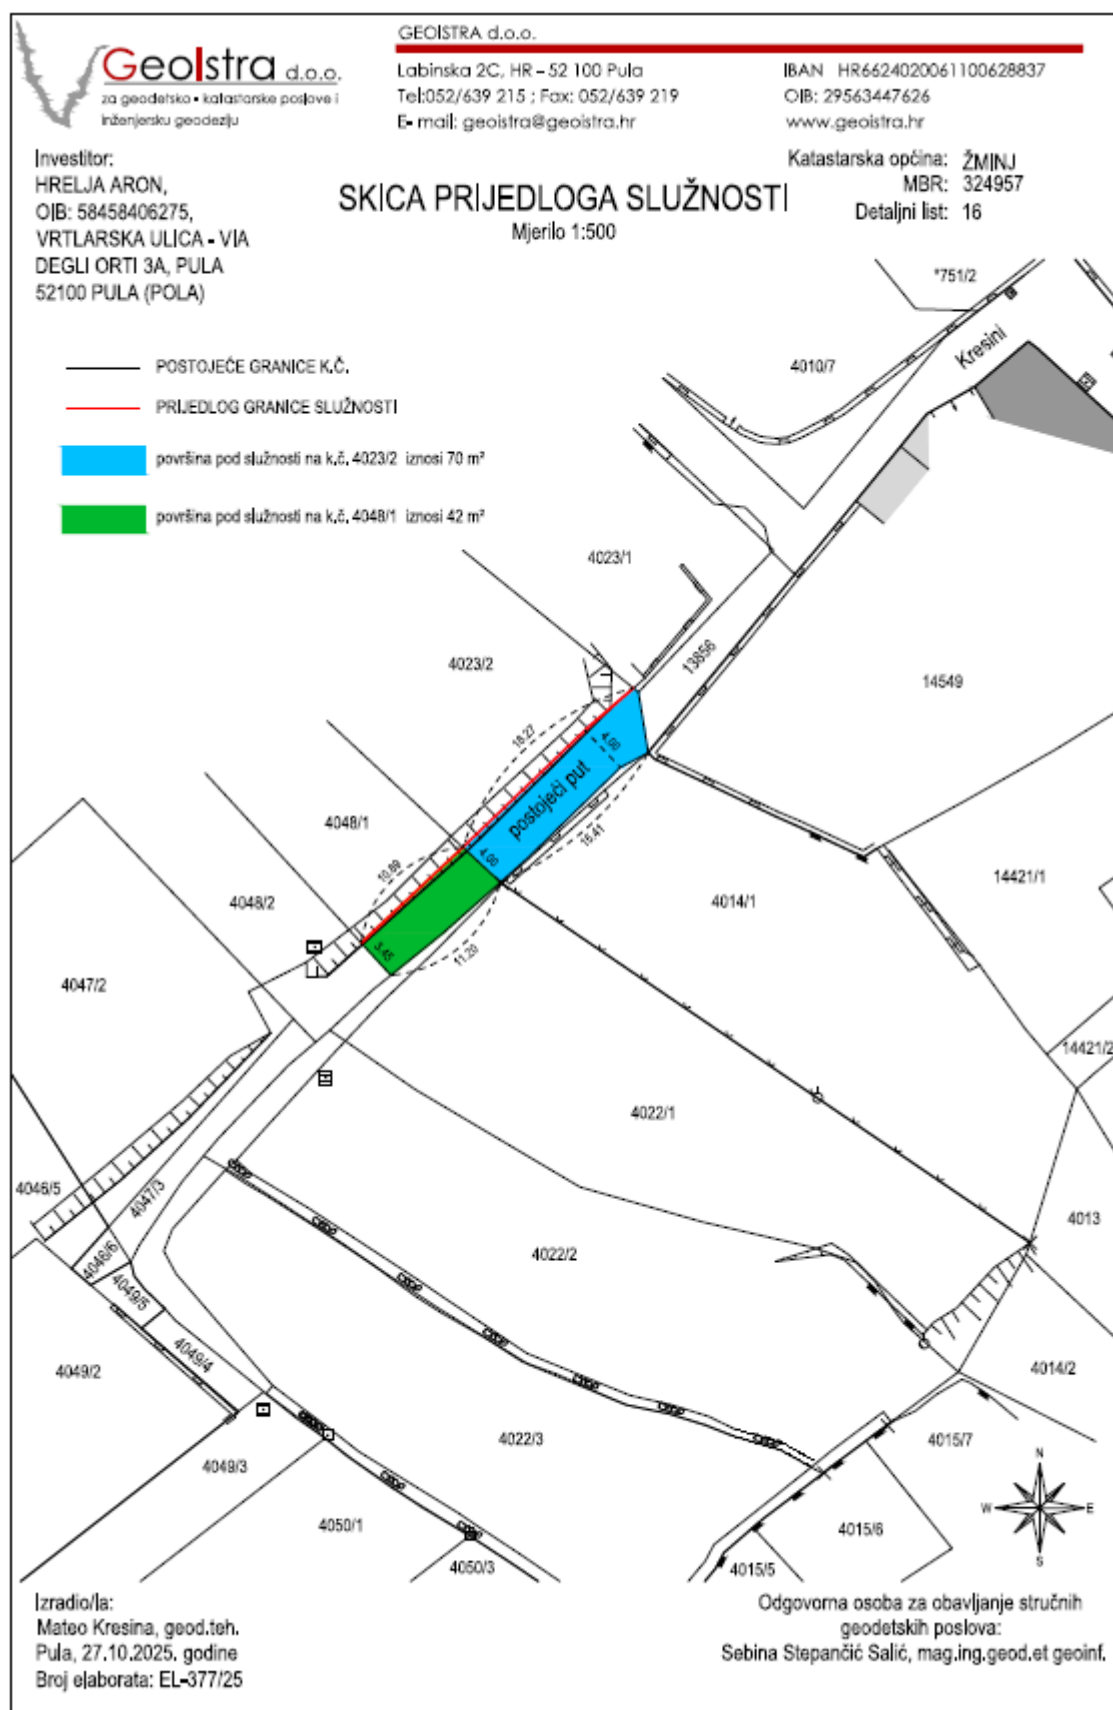 GeoIstra d.o.o.
za geodetsko • katastarske poslove i
inženjersku geodeziju
GEOISTRA d.o.o.
Labinska 2C, HR – 52 100 Pula
Tel:052/639 215 ; Fax: 052/639 219
E- mail: geoistra@geoistra.hr
IBAN HR6624020061100628837
OIB: 29563447626
www.geoistra.hr
Investitor:
HRELJA ARON,
OIB: 58458406275,
VRTLARSKA ULICA - VIA
DEGLI ORTI 3A, PULA
52100 PULA (POLA)
SKICA PRIJEDLOGA SLUŽNOSTI
Mjerilo 1:500
Katastarska općina: ŽMINJ
MBR: 324957
Detaljni list: 16
POSTOJEĆE GRANICE K.Č.
PRIJEDLOG GRANICE SLUŽNOSTI
površina pod služnosti na k.č. 4023/2 iznosi 70 m²
površina pod služnosti na k.č. 4048/1 iznosi 42 m²
*751/2
Kresini
4010/7
4023/1
13856
4023/2
14549
18.27
4.00
postojeći put
4048/1
16.41
10.89
4.00
14421/1
4048/2
4014/1
3.45
11.20
4047/2
14421/2
4022/1
4046/5
4047/3
4013
4046/6
4022/2
4049/5
4049/4
4049/2
4014/2
4022/3
4015/7
4049/3
N
W
E
S
4050/1
4015/6
4050/3
4015/5
Izradio/la:
Mateo Kresina, geod.teh.
Pula, 27.10.2025. godine
Broj elaborata: EL-377/25
Odgovorna osoba za obavljanje stručnih
geodetskih poslova:
Sebina Stepančić Salić, mag.ing.geod.et geoinf.